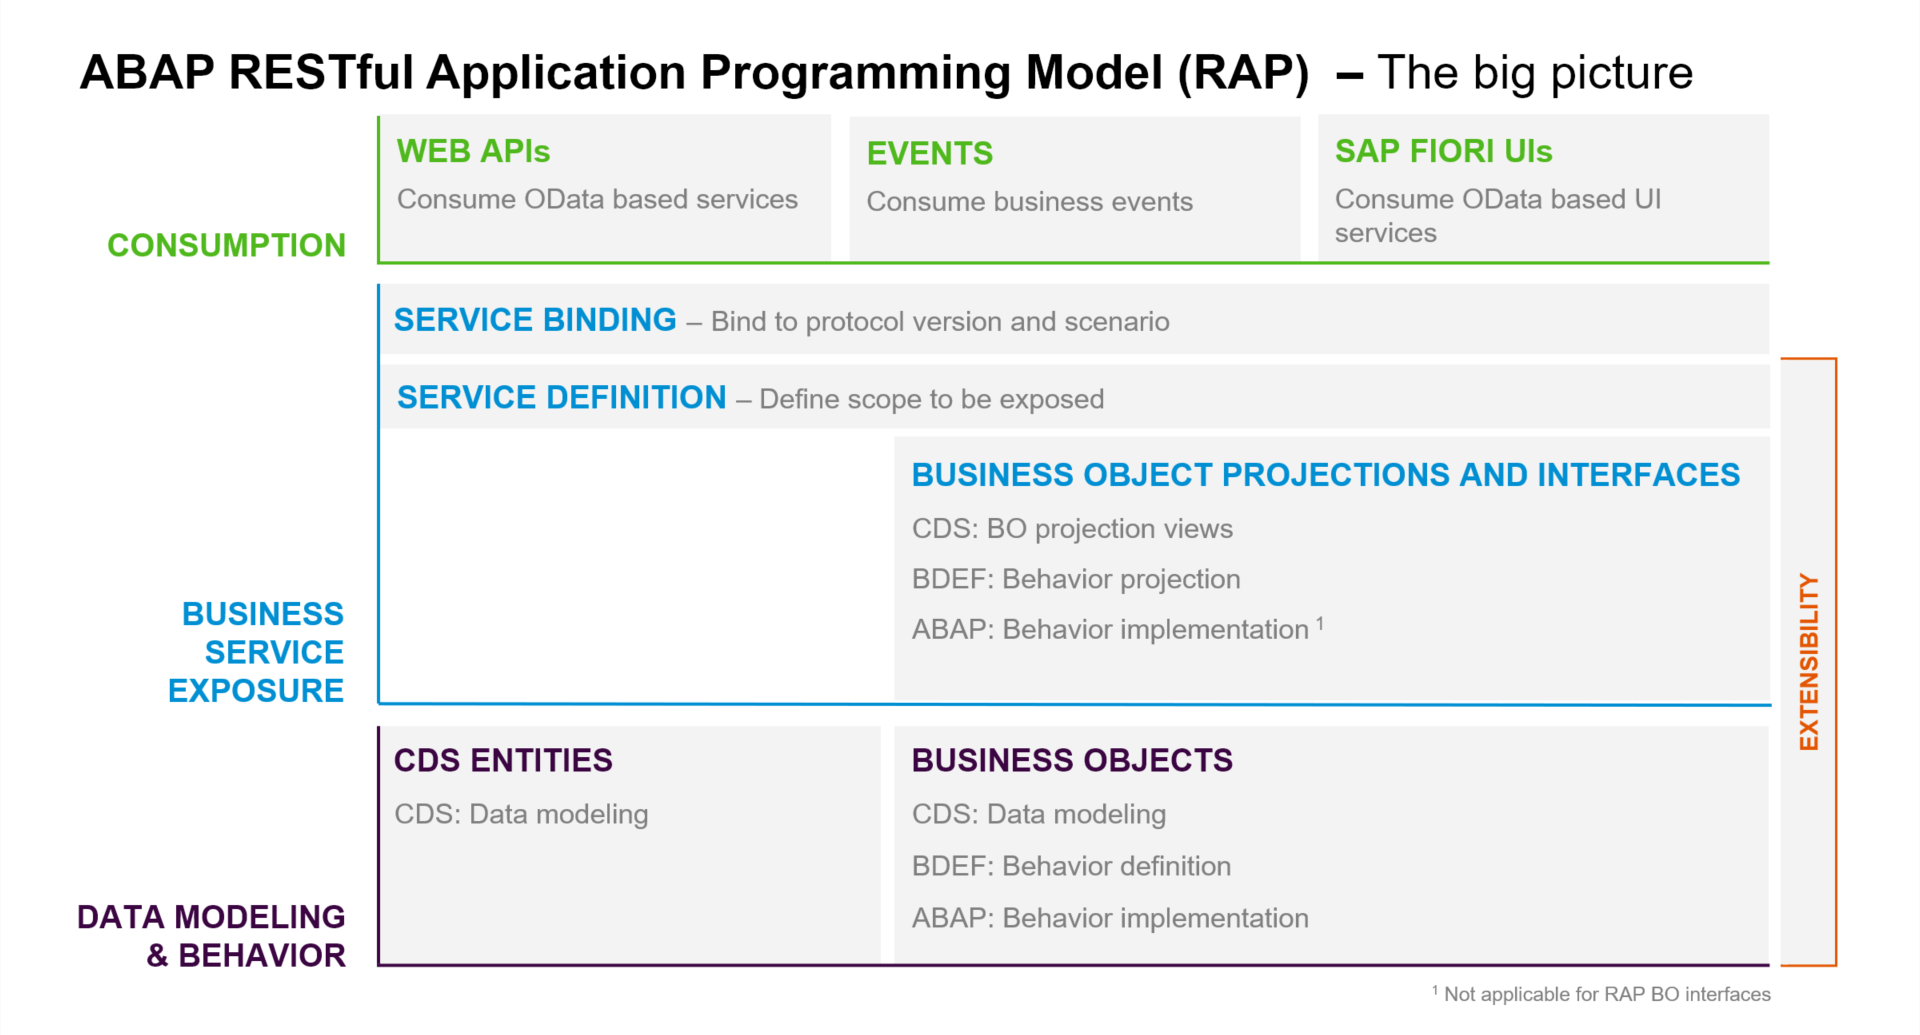 ABAP RESTful Application Programming Model (RAP) – The big picture
WEB APIs
Consume OData based services
EVENTS
Consume business events
SAP FIORI UIs
Consume OData based UI
services
CONSUMPTION
SERVICE BINDING – Bind to protocol version and scenario
SERVICE DEFINITION – Define scope to be exposed
BUSINESS OBJECT PROJECTIONS AND INTERFACES
CDS: BO projection views
BDEF: Behavior projection
ABAP: Behavior implementation ¹
BUSINESS
SERVICE
EXPOSURE
EXTENSIBILITY
CDS ENTITIES
CDS: Data modeling
BUSINESS OBJECTS
CDS: Data modeling
BDEF: Behavior definition
ABAP: Behavior implementation
DATA MODELING
& BEHAVIOR
¹ Not applicable for RAP BO interfaces